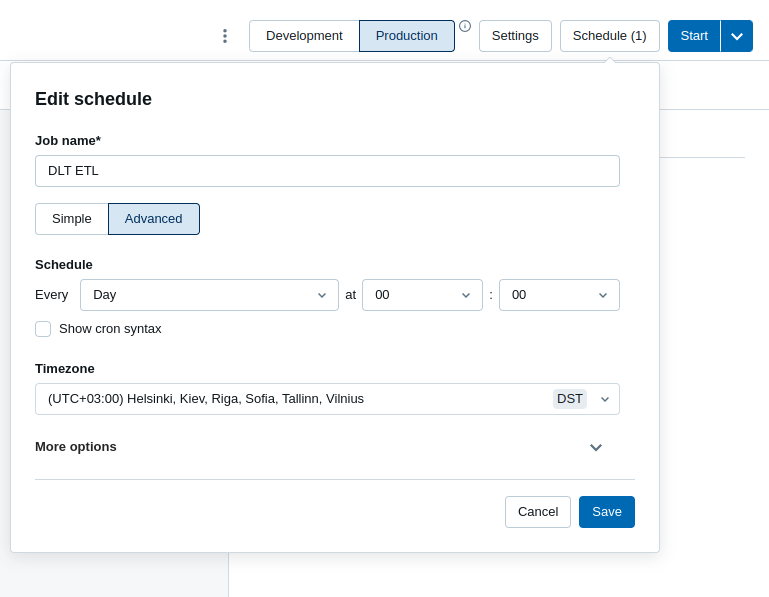 Development Production Settings Schedule (1) Start
Edit schedule
Job name*
DLT ETL
Simple Advanced
Schedule
Every Day at 00 : 00
Show cron syntax
Timezone
(UTC+03:00) Helsinki, Kiev, Riga, Sofia, Tallinn, Vilnius DST
More options
Cancel Save